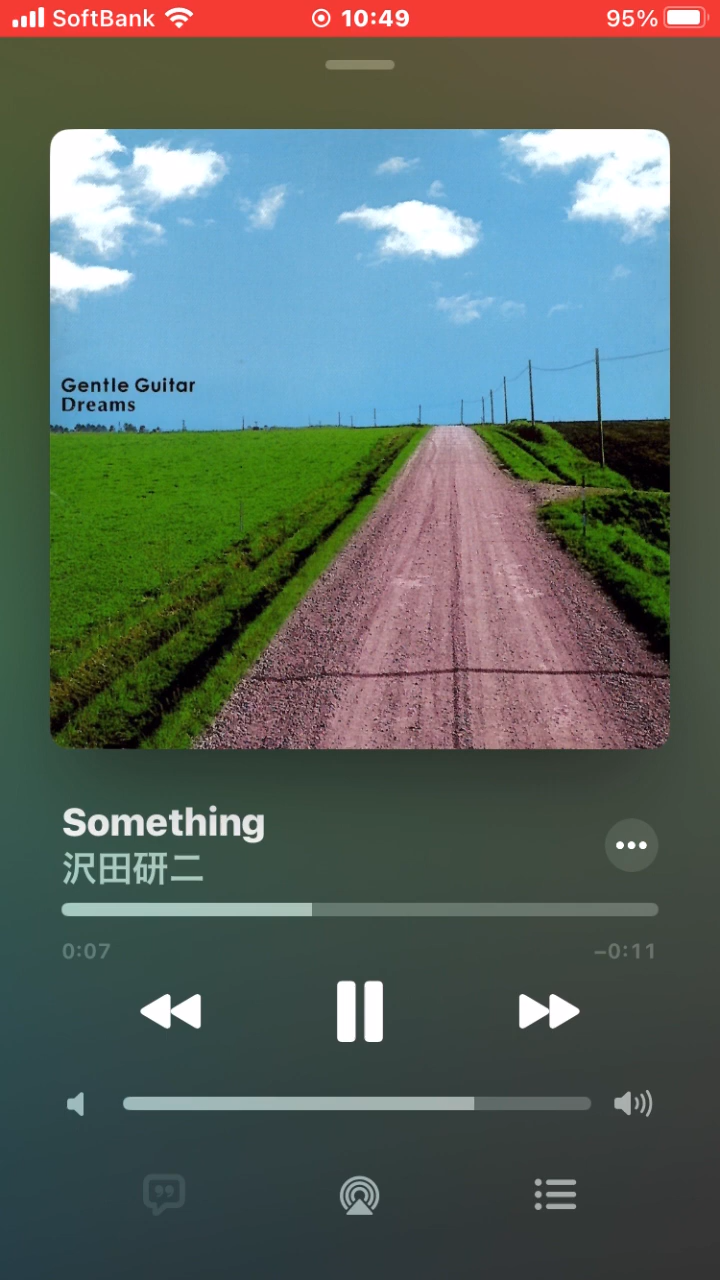 SoftBank 10:49 95%
Gentle Guitar
Dreams
Something
沢田研二
0:07 −0:11